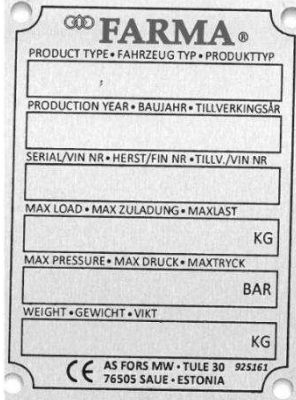 FARMA®
PRODUCT TYPE • FAHRZEUG TYP • PRODUKTTYP
PRODUCTION YEAR • BAUJAHR • TILLVERKINGSÅR
SERIAL/VIN NR • HERST/FIN NR • TILLV./VIN NR
MAX LOAD • MAX ZULADUNG • MAXLAST
KG
MAX PRESSURE • MAX DRUCK • MAXTRYCK
BAR
WEIGHT • GEWICHT • VIKT
KG
CE AS FORS MW • TULE 30 925161
76505 SAUE • ESTONIA